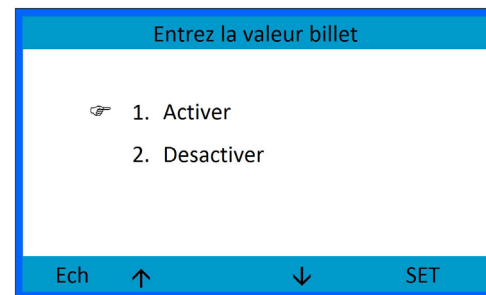 Entrez la valeur billet
☞ 1. Activer
2. Desactiver
Ech ↑ ↓ SET